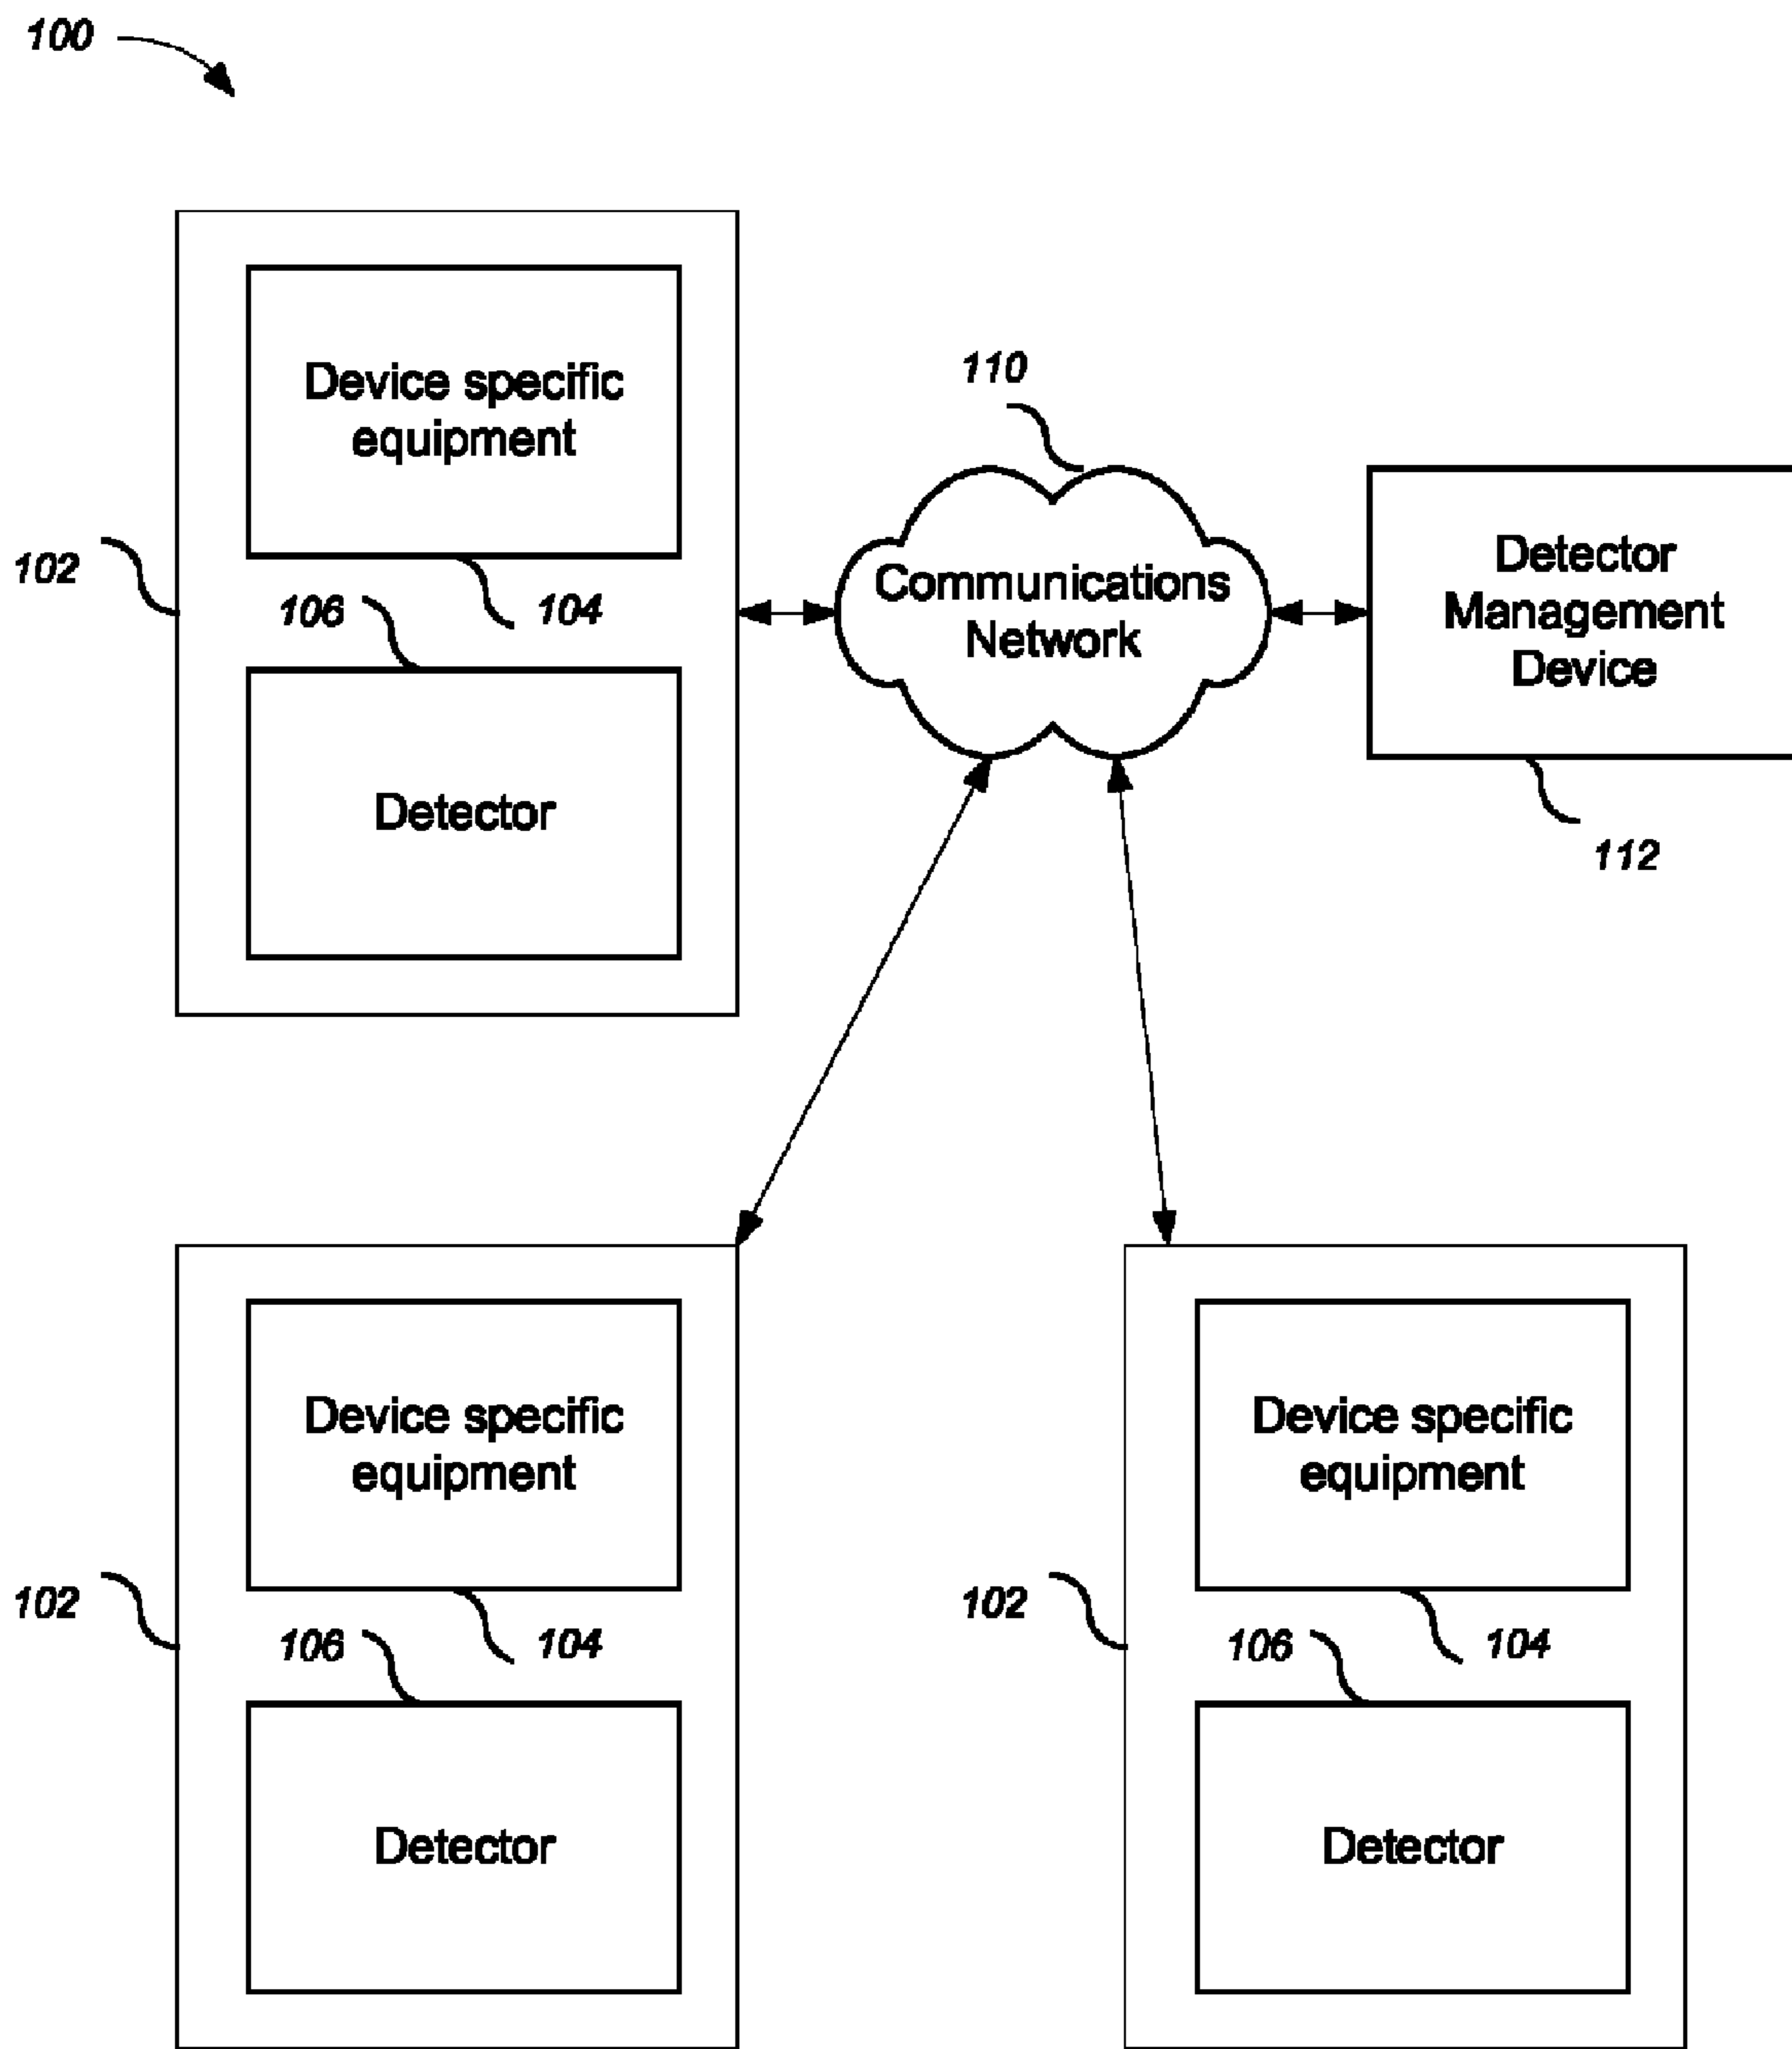 100
Device specific
equipment
102
106
104
Detector
110
Communications
Network
Detector
Management
Device
112
Device specific
equipment
102
106
104
Detector
Device specific
equipment
102
106
104
Detector